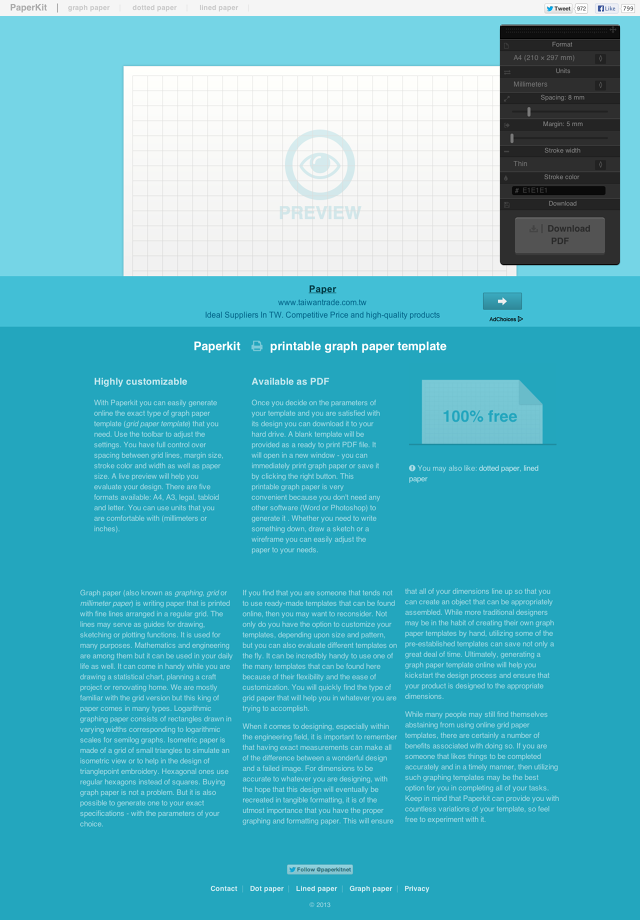 PaperKit | graph paper | dotted paper | lined paper |
Tweet 972 Like 799
Format
A4 (210 x 297 mm)
Units
Millimeters
Spacing: 8 mm
Margin: 5 mm
Stroke width
Thin
Stroke color
# E1E1E1
Download
Download
PDF
PREVIEW
Paper
www.taiwantrade.com.tw
Ideal Suppliers In TW. Competitive Price and high-quality products
AdChoices
Paperkit printable graph paper template
Highly customizable
With Paperkit you can easily generate
online the exact type of graph paper
template (grid paper template) that you
need. Use the toolbar to adjust the
settings. You have full control over
spacing between grid lines, margin size,
stroke color and width as well as paper
size. A live preview will help you
evaluate your design. There are five
formats available: A4, A3, legal, tabloid
and letter. You can use units that you
are comfortable with (millimeters or
inches).
Available as PDF
Once you decide on the parameters of
your template and you are satisfied with
its design you can download it to your
hard drive. A blank template will be
provided as a ready to print PDF file. It
will open in a new window - you can
immediately print graph paper or save it
by clicking the right button. This
printable graph paper is very
convenient because you don't need any
other software (Word or Photoshop) to
generate it . Whether you need to write
something down, draw a sketch or a
wireframe you can easily adjust the
paper to your needs.
100% free
You may also like: dotted paper, lined
paper
Graph paper (also known as graphing, grid or
millimeter paper) is writing paper that is printed
with fine lines arranged in a regular grid. The
lines may serve as guides for drawing,
sketching or plotting functions. It is used for
many purposes. Mathematics and engineering
are among them but it can be used in your daily
life as well. It can come in handy while you are
drawing a statistical chart, planning a craft
project or renovating home. We are mostly
familiar with the grid version but this king of
paper comes in many types. Logarithmic
graphing paper consists of rectangles drawn in
varying widths corresponding to logarithmic
scales for semilog graphs. Isometric paper is
made of a grid of small triangles to simulate an
isometric view or to help in the design of
trianglepoint embroidery. Hexagonal ones use
regular hexagons instead of squares. Buying
graph paper is not a problem. But it is also
possible to generate one to your exact
specifications - with the parameters of your
choice.
If you find that you are someone that tends not
to use ready-made templates that can be found
online, then you may want to reconsider. Not
only do you have the option to customize your
templates, depending upon size and pattern,
but you can also evaluate different templates on
the fly. It can be incredibly handy to use one of
the many templates that can be found here
because of their flexibility and the ease of
customization. You will quickly find the type of
grid paper that will help you in whatever you are
trying to accomplish.
When it comes to designing, especially within
the engineering field, it is important to remember
that having exact measurements can make all
of the difference between a wonderful design
and a failed image. For dimensions to be
accurate to whatever you are designing, with
the hope that this design will eventually be
recreated in tangible formatting, it is of the
utmost importance that you have the proper
graphing and formatting paper. This will ensure
that all of your dimensions line up so that you
can create an object that can be appropriately
assembled. While more traditional designers
may be in the habit of creating their own graph
paper templates by hand, utilizing some of the
pre-established templates can save not only a
great deal of time. Ultimately, generating a
graph paper template online will help you
kickstart the design process and ensure that
your product is designed to the appropriate
dimensions.
While many people may still find themselves
abstaining from using online grid paper
templates, there are certainly a number of
benefits associated with doing so. If you are
someone that likes things to be completed
accurately and in a timely manner, then utilizing
such graphing templates may be the best
option for you in completing all of your tasks.
Keep in mind that Paperkit can provide you with
countless variations of your template, so feel
free to experiment with it.
Follow @paperkitnet
Contact | Dot paper | Lined paper | Graph paper | Privacy
© 2013